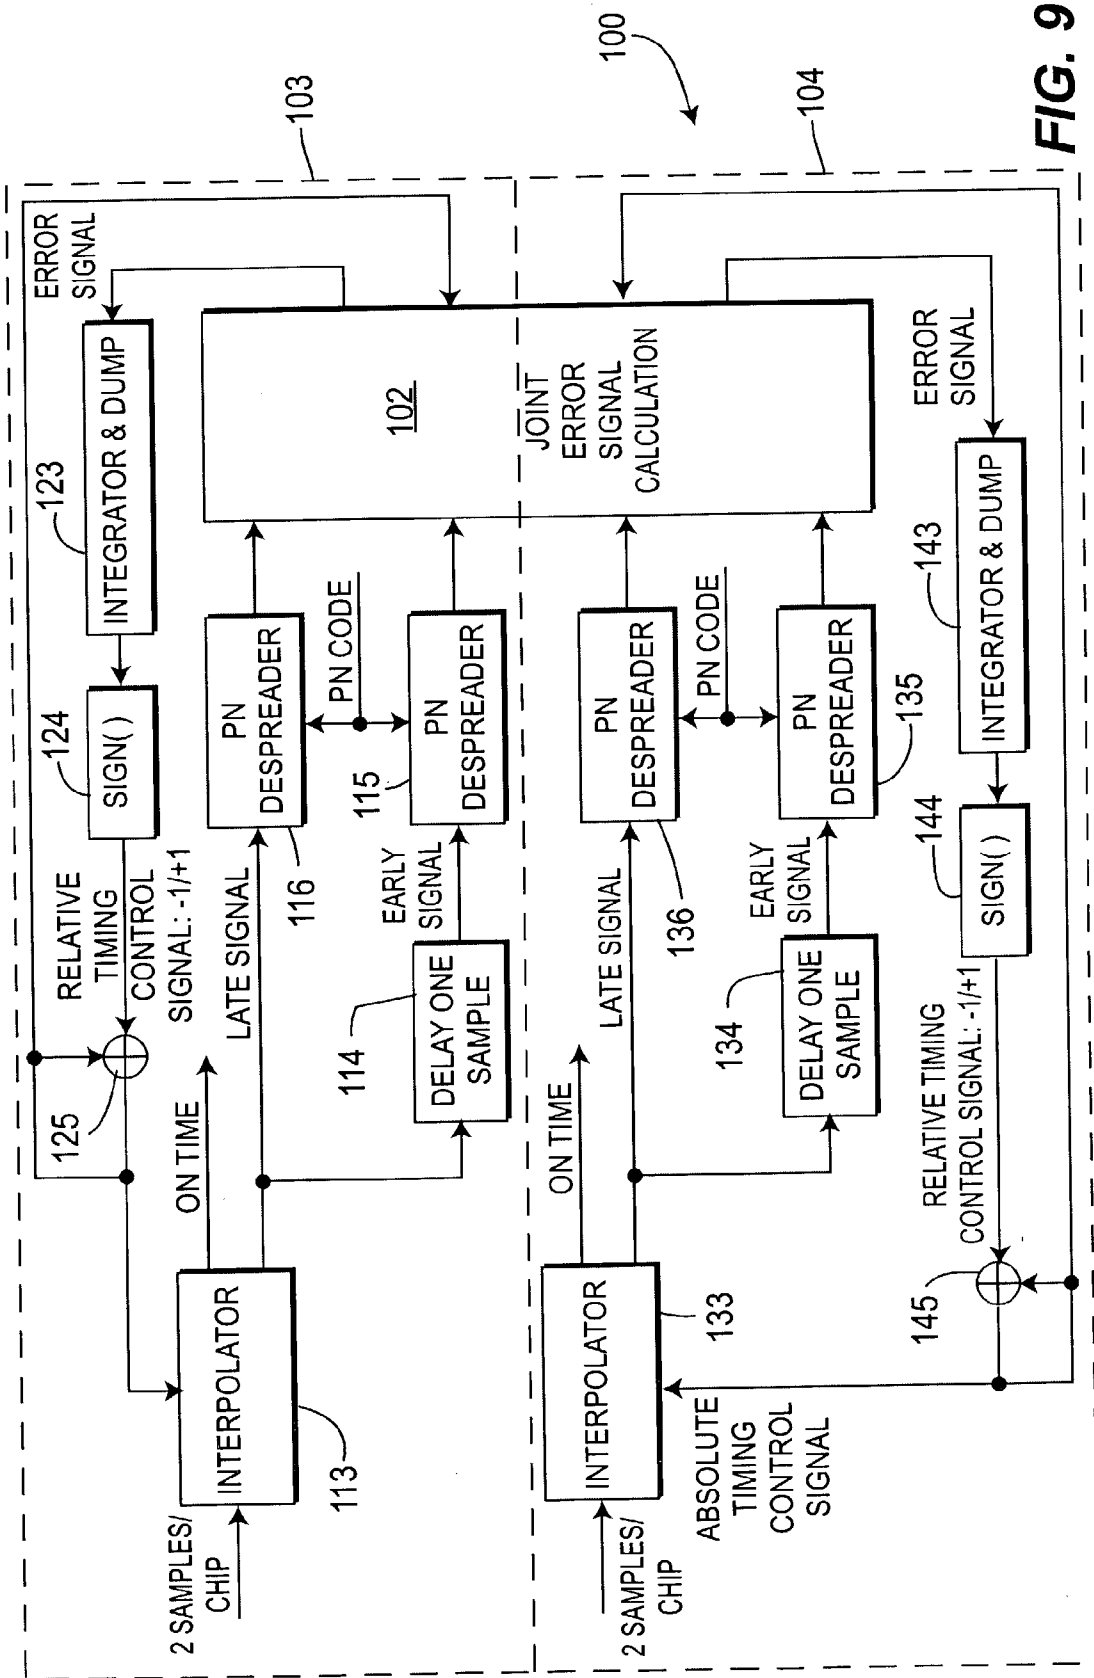 103
ERROR
SIGNAL
123
INTEGRATOR & DUMP
124
SIGN( )
RELATIVE
TIMING
CONTROL
SIGNAL: -1/+1
125
ON TIME
LATE SIGNAL
116
PN
DESPREADER
PN CODE
115
PN
DESPREADER
EARLY
SIGNAL
114
DELAY ONE
SAMPLE
INTERPOLATOR
113
2 SAMPLES/
CHIP
102
JOINT
ERROR
SIGNAL
CALCULATION
100
104
ON TIME
LATE SIGNAL
136
PN
DESPREADER
PN CODE
PN
DESPREADER
135
EARLY
SIGNAL
134
DELAY ONE
SAMPLE
INTERPOLATOR
133
2 SAMPLES/
CHIP
ABSOLUTE
TIMING
CONTROL
SIGNAL
145
RELATIVE TIMING
CONTROL SIGNAL: -1/+1
144
SIGN( )
143
INTEGRATOR & DUMP
ERROR
SIGNAL
FIG. 9